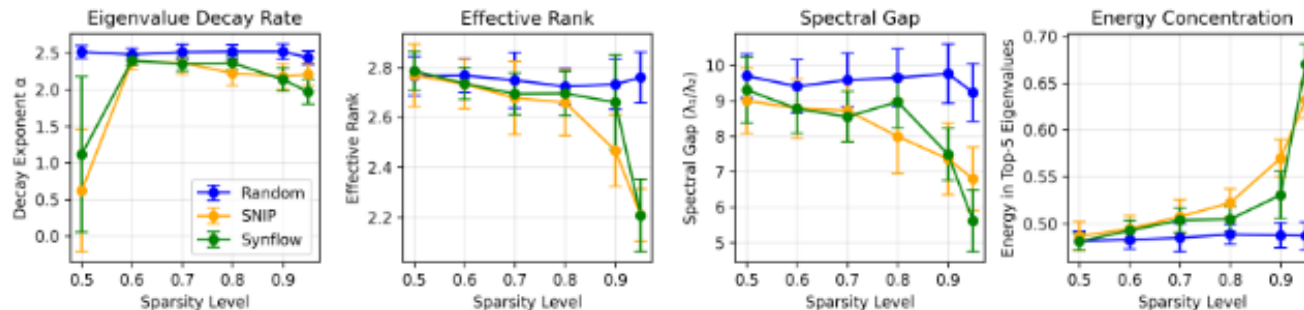 Eigenvalue Decay Rate
Decay Exponent α
2.5
2.0
1.5
1.0
0.5
0.0
Random
SNIP
Synflow
0.5 0.6 0.7 0.8 0.9
Sparsity Level
Effective Rank
Effective Rank
2.8
2.6
2.4
2.2
0.5 0.6 0.7 0.8 0.9
Sparsity Level
Spectral Gap
Spectral Gap (λ₁/λ₂)
10
9
8
7
6
5
0.5 0.6 0.7 0.8 0.9
Sparsity Level
Energy Concentration
Energy in Top-5 Eigenvalues
0.70
0.65
0.60
0.55
0.50
0.5 0.6 0.7 0.8 0.9
Sparsity Level